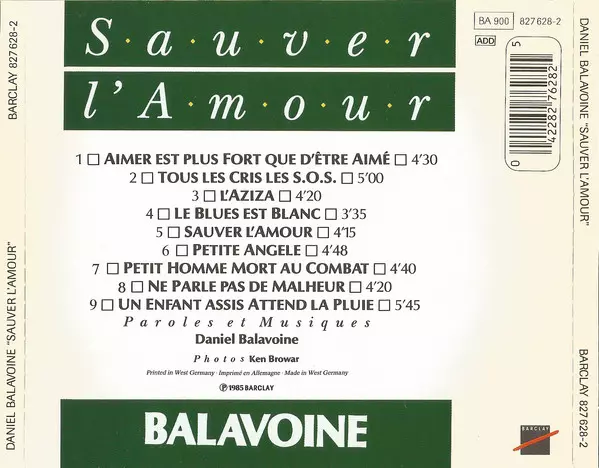 BARCLAY 827 628-2
DANIEL BALAVOINE "SAUVER L'AMOUR"
S·a·u·v·e·r
l'A·m·o·u·r
1 □ AIMER EST PLUS FORT QUE D'ÊTRE AIMÉ □ 4'30
2 □ TOUS LES CRIS LES S.O.S. □ 5'00
3 □ L'AZIZA □ 4'20
4 □ LE BLUES EST BLANC □ 3'35
5 □ SAUVER L'AMOUR □ 4'15
6 □ PETITE ANGELE □ 4'48
7 □ PETIT HOMME MORT AU COMBAT □ 4'40
8 □ NE PARLE PAS DE MALHEUR □ 4'20
9 □ UN ENFANT ASSIS ATTEND LA PLUIE □ 5'45
Paroles et Musiques
Daniel Balavoine
Photos Ken Browar
Printed in West Germany · Imprimé en Allemagne · Made in West Germany
℗ 1985 BARCLAY
BALAVOINE
BA 900 827 628-2
ADD
5
042282762825
0
BARCLAY
DANIEL BALAVOINE "SAUVER L'AMOUR"
BARCLAY 827 628-2